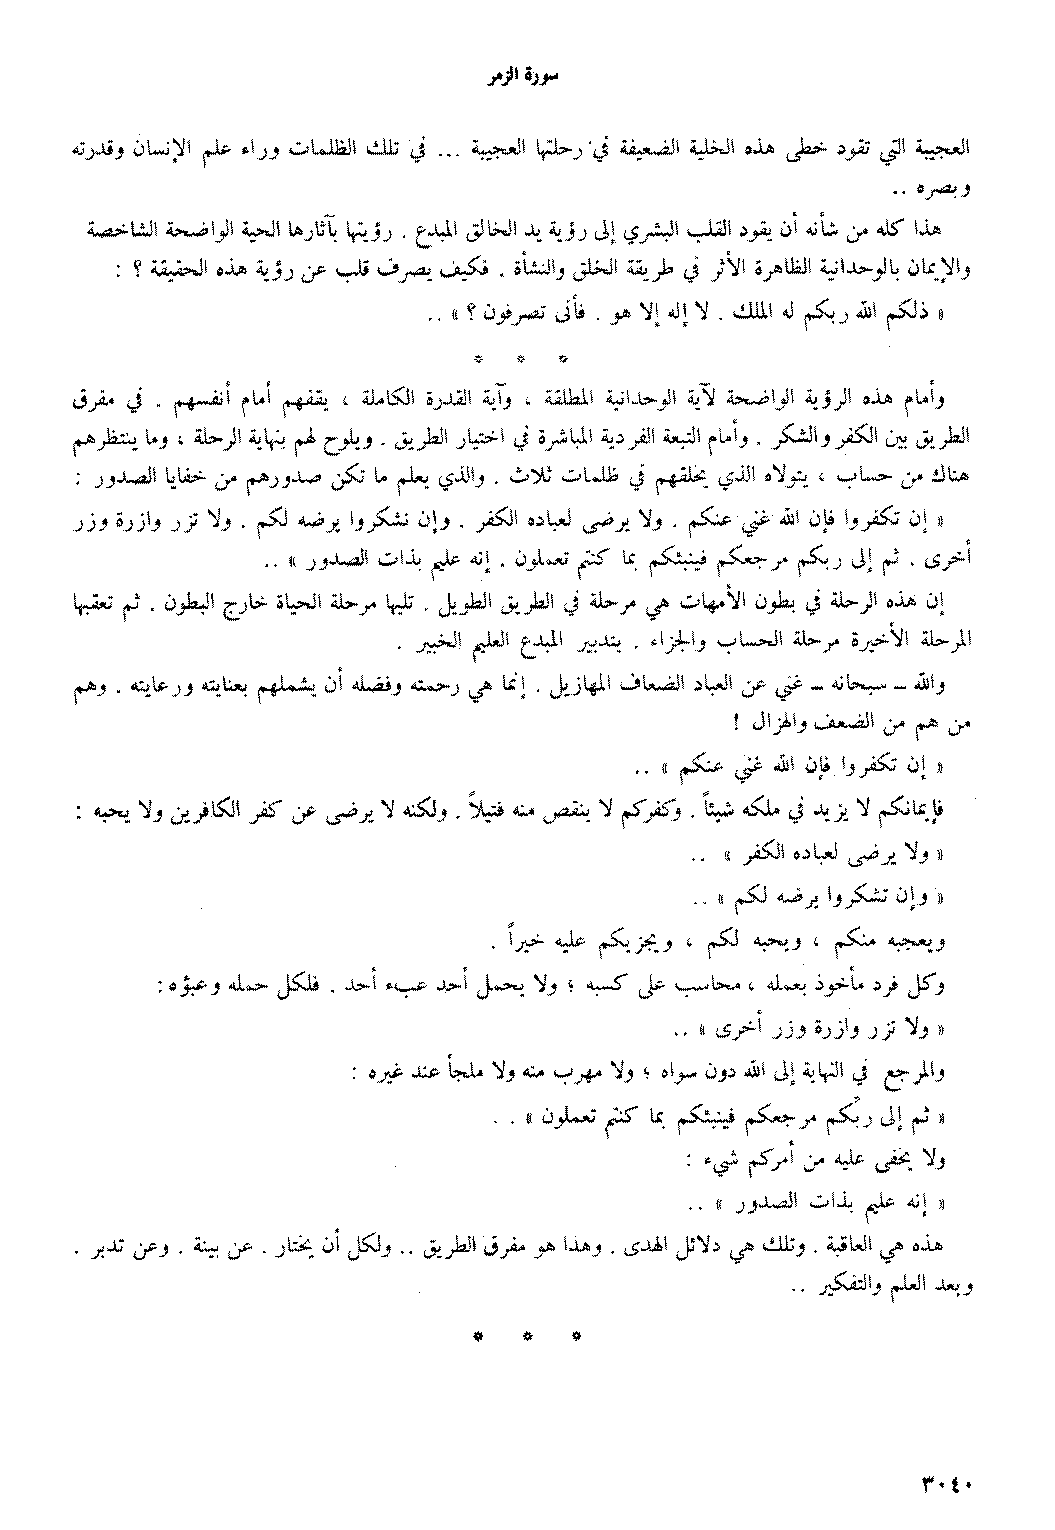 سورة الزمر
العجيبة التي تقود خطى هذه الخلية الضعيفة في رحلتها العجيبة ... في تلك الظلمات وراء علم الإنسان وقدرته
وبصره ..
هذا كله من شأنه أن يقود القلب البشري إلى رؤية يد الخالق المبدع . رؤيتها بآثارها الحية الواضحة الشاخصة
والإيمان بالوحدانية الظاهرة الأثر في طريقة الخلق والنشأة . فكيف يصرف قلب عن رؤية هذه الحقيقة ؟ :
« ذلكم الله ربكم له الملك . لا إله إلا هو . فأنى تصرفون ؟ » ..
* * *
وأمام هذه الرؤية الواضحة لآية الوحدانية المطلقة ، وآية القدرة الكاملة ، يقفهم أمام أنفسهم . في مفرق
الطريق بين الكفر والشكر . وأمام التبعة الفردية المباشرة في اختيار الطريق . ويلوح لهم بنهاية الرحلة ، وما ينتظرهم
هناك من حساب ، يتولاه الذي يخلقهم في ظلمات ثلاث . والذي يعلم ما تكن صدورهم من خفايا الصدور :
« إن تكفروا فإن الله غني عنكم . ولا يرضى لعباده الكفر . وإن تشكروا يرضه لكم . ولا تزر وازرة وزر
أخرى . ثم إلى ربكم مرجعكم فينبئكم بما كنتم تعملون . إنه عليم بذات الصدور » ..
إن هذه الرحلة في بطون الأمهات هي مرحلة في الطريق الطويل . تليها مرحلة الحياة خارج البطون . ثم تعقبها
المرحلة الأخيرة مرحلة الحساب والجزاء . بتدبير المبدع العليم الخبير .
والله – سبحانه – غني عن العباد الضعاف المهازيل . إنما هي رحمته وفضله أن يشملهم بعنايته ورعايته . وهم
من هم من الضعف والهزال !
« إن تكفروا فإن الله غني عنكم » ..
فإيمانكم لا يزيد في ملكه شيئاً . وكفركم لا ينقص منه فتيلاً . ولكنه لا يرضى عن كفر الكافرين ولا يحبه :
« ولا يرضى لعباده الكفر » ..
« وإن تشكروا يرضه لكم » ..
ويعجبه منكم ، ويحبه لكم ، ويجزيكم عليه خيراً .
وكل فرد مأخوذ بعمله ، محاسب على كسبه ؛ ولا يحمل أحد عبء أحد . فلكل حمله وعبؤه :
« ولا تزر وازرة وزر أخرى » ..
والمرجع في النهاية إلى الله دون سواه ؛ ولا مهرب منه ولا ملجأ عند غيره :
« ثم إلى ربكم مرجعكم فينبئكم بما كنتم تعملون » . .
ولا يخفى عليه من أمركم شيء :
« إنه عليم بذات الصدور » ..
هذه هي العاقبة . وتلك هي دلائل الهدى . وهذا هو مفرق الطريق .. ولكل أن يختار . عن بينة . وعن تدبر .
وبعد العلم والتفكير ..
* * *
٣٠٤٠